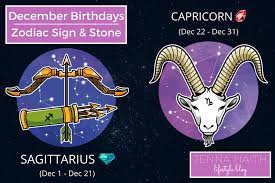 December Birthdays
Zodiac Sign & Stone
CAPRICORN
(Dec 22 - Dec 31)
SAGITTARIUS
(Dec 1 - Dec 21)
JENNA HAITH
lifestyle blog